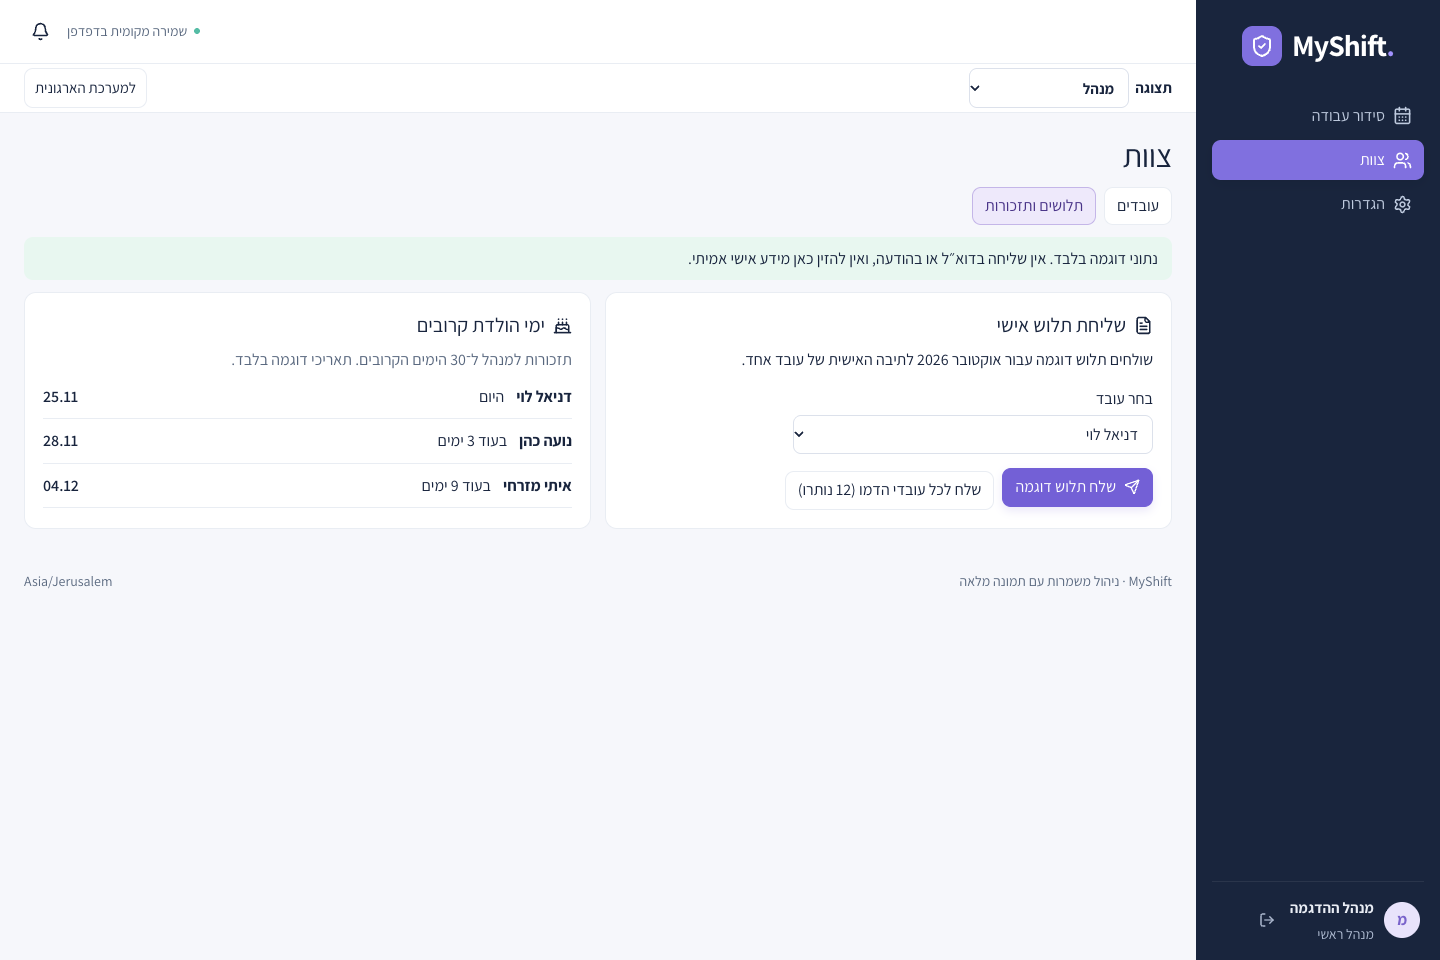 MyShift.
סידור עבודה
צוות
הגדרות
מ
מנהל ההדגמה
מנהל ראשי
שמירה מקומית בדפדפן
תצוגה
מנהל
למערכת הארגונית
צוות
עובדים
תלושים ותזכורות
נתוני דוגמה בלבד. אין שליחה בדוא״ל או בהודעה, ואין להזין כאן מידע אישי אמיתי.
שליחת תלוש אישי
שולחים תלוש דוגמה עבור אוקטובר 2026 לתיבה האישית של עובד אחד.
בחר עובד
דניאל לוי
שלח תלוש דוגמה
שלח לכל עובדי הדמו (12 נותרו)
ימי הולדת קרובים
תזכורות למנהל ל־30 הימים הקרובים. תאריכי דוגמה בלבד.
דניאל לוי היום 25.11
נועה כהן בעוד 3 ימים 28.11
איתי מזרחי בעוד 9 ימים 04.12
MyShift · ניהול משמרות עם תמונה מלאה
Asia/Jerusalem